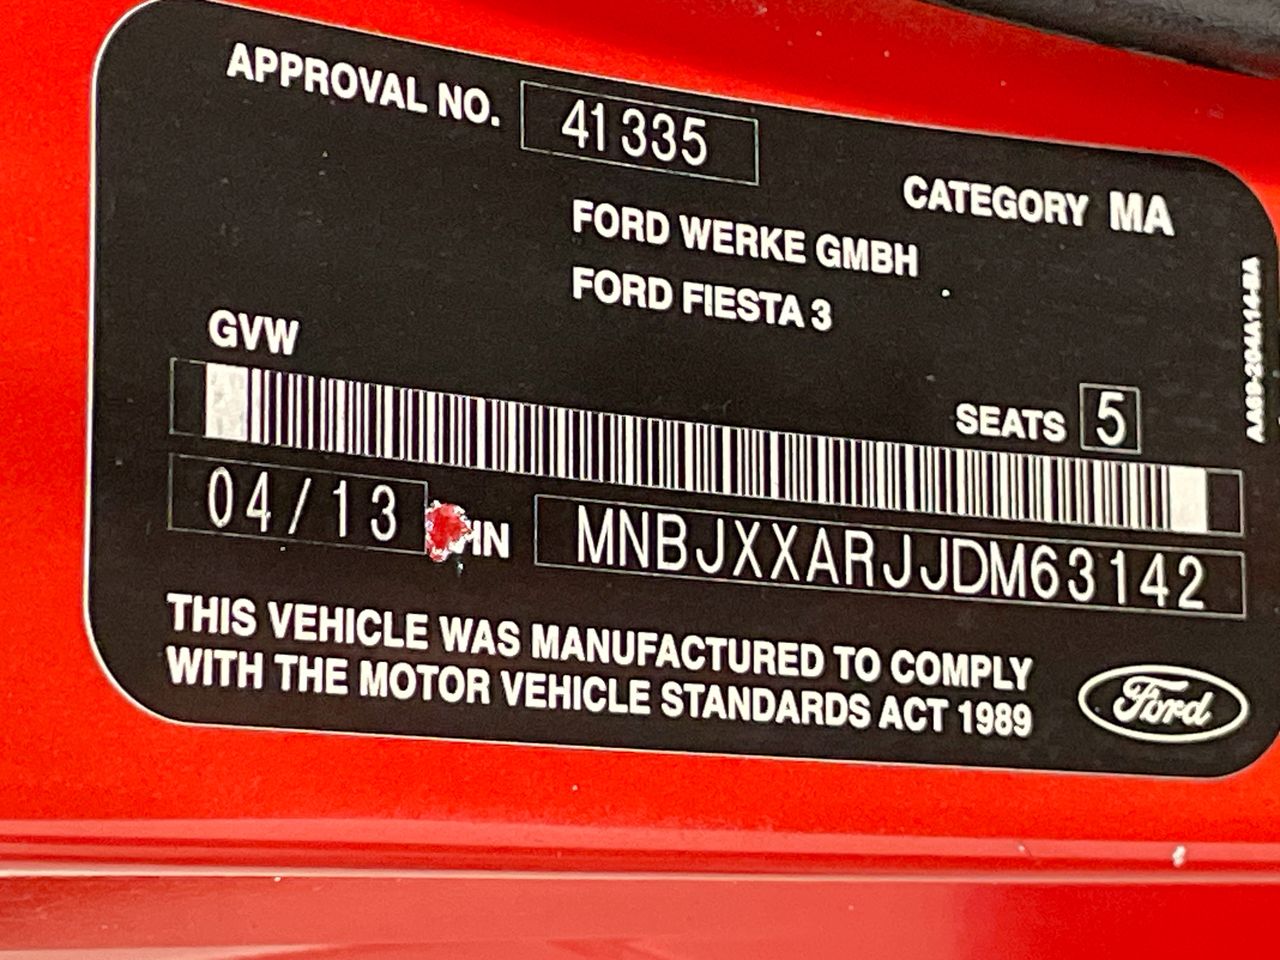 APPROVAL NO. 41335
CATEGORY MA
FORD WERKE GMBH
FORD FIESTA 3
GVW
SEATS 5
04/13
MNBJXXARJJDM63142
THIS VEHICLE WAS MANUFACTURED TO COMPLY
WITH THE MOTOR VEHICLE STANDARDS ACT 1989
Ford